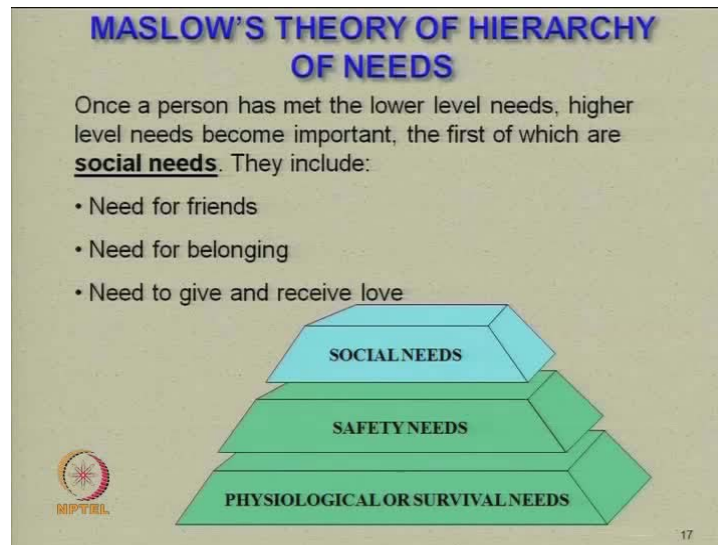 MASLOW'S THEORY OF HIERARCHY
OF NEEDS
Once a person has met the lower level needs, higher
level needs become important, the first of which are
social needs. They include:
• Need for friends
• Need for belonging
• Need to give and receive love
SOCIAL NEEDS
SAFETY NEEDS
PHYSIOLOGICAL OR SURVIVAL NEEDS
NPTEL
17